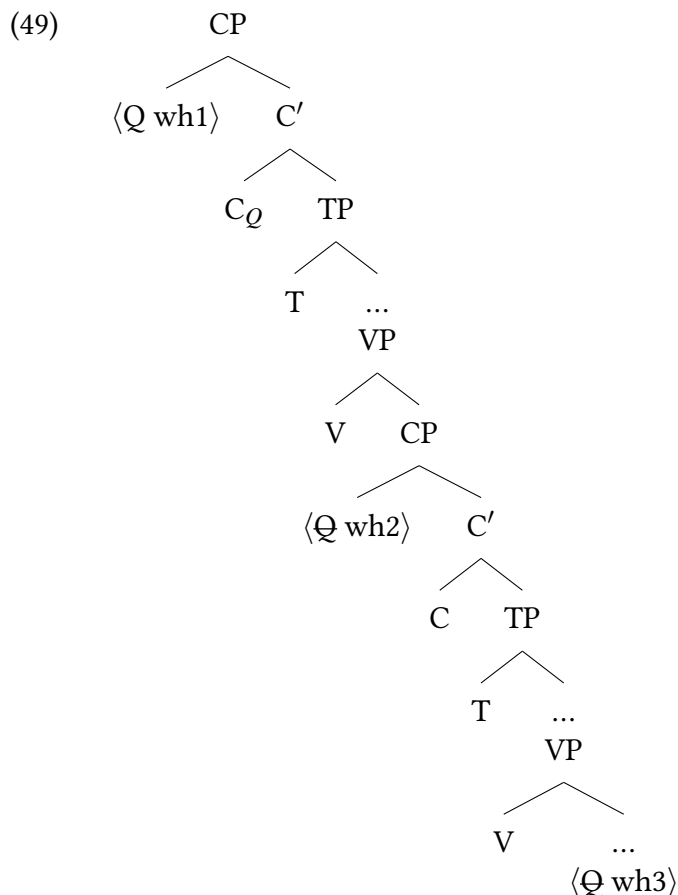 (49) CP
⟨Q wh1⟩ C′
C_Q TP
T ...
VP
V CP
⟨Q̶ wh2⟩ C′
C TP
T ...
VP
V ...
⟨Q̶ wh3⟩